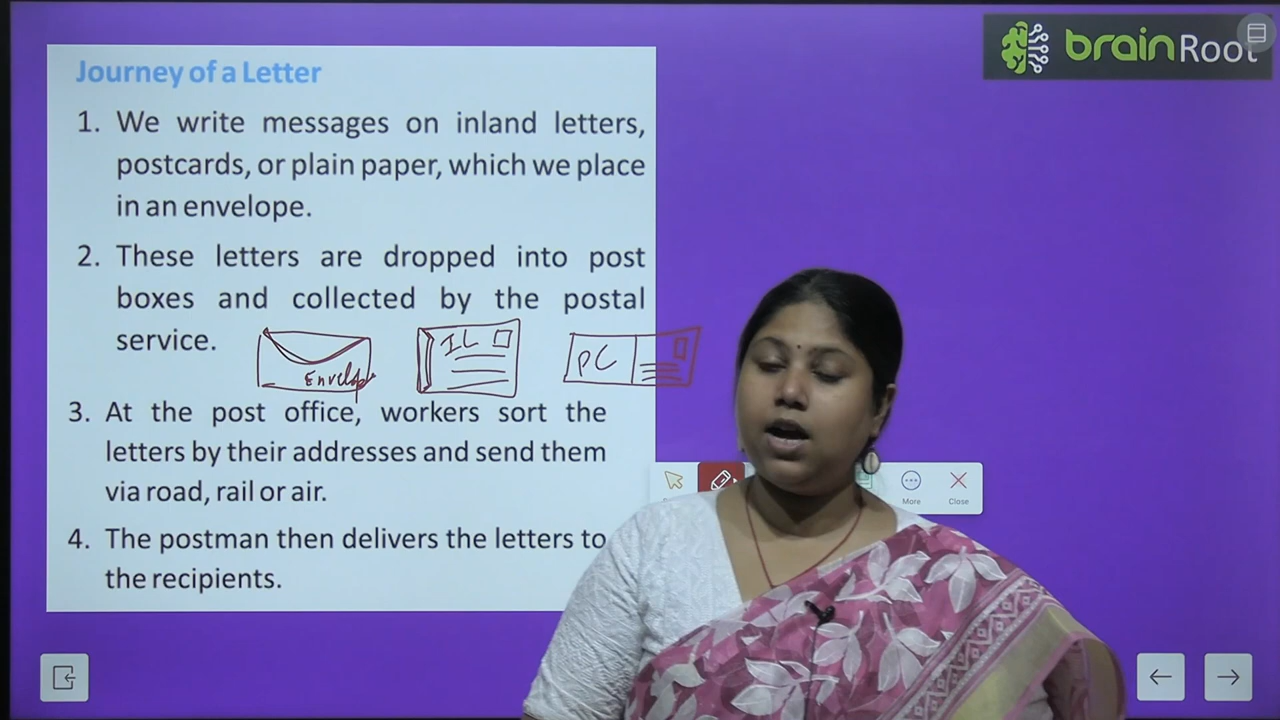 brainRoot
Journey of a Letter
1. We write messages on inland letters,
postcards, or plain paper, which we place
in an envelope.
2. These letters are dropped into post
boxes and collected by the postal
service.
Envelop
IL
PC
3. At the post office, workers sort the
letters by their addresses and send them
via road, rail or air.
4. The postman then delivers the letters to
the recipients.
More
Close